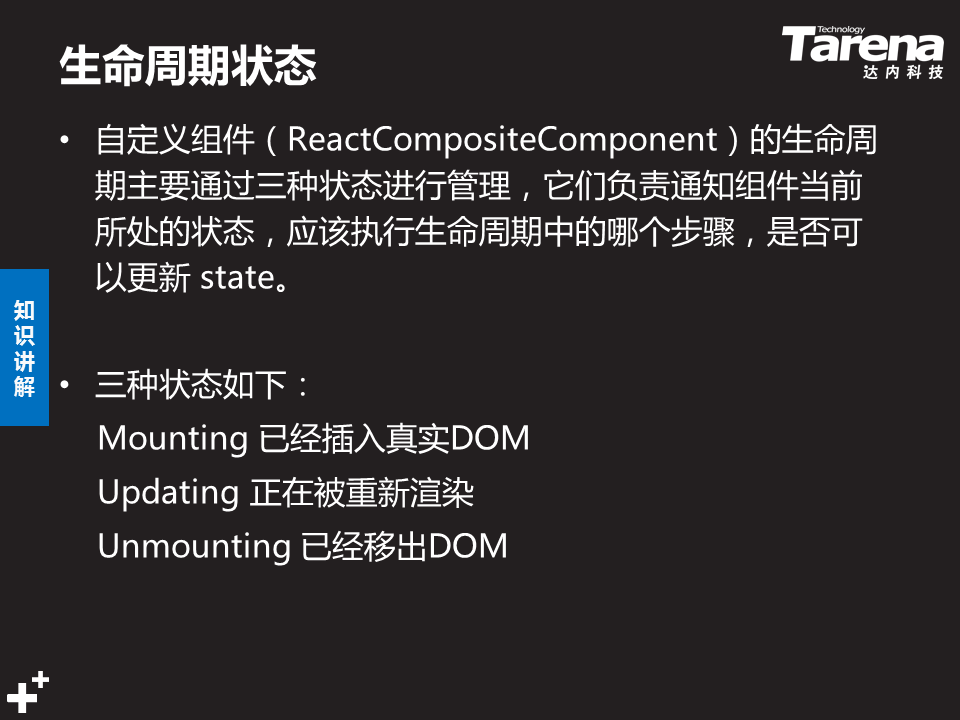 生命周期状态
Technology
Tarena
达内科技
• 自定义组件（ReactCompositeComponent）的生命周
期主要通过三种状态进行管理，它们负责通知组件当前
所处的状态，应该执行生命周期中的哪个步骤，是否可
以更新 state。
知识讲解
• 三种状态如下：
Mounting 已经插入真实DOM
Updating 正在被重新渲染
Unmounting 已经移出DOM